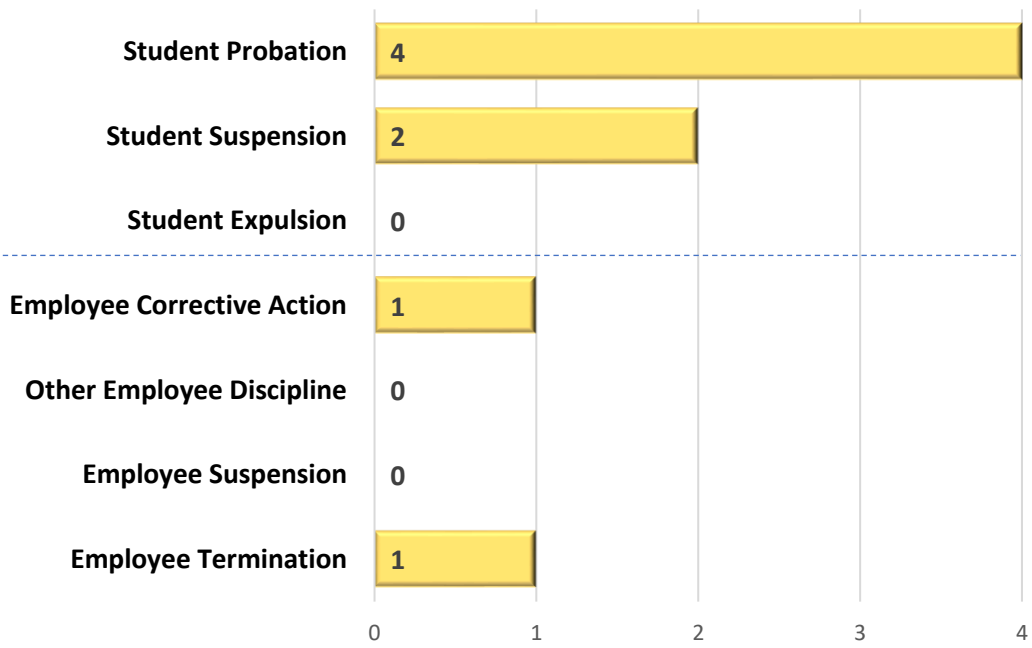 Student Probation 4
Student Suspension 2
Student Expulsion 0
Employee Corrective Action 1
Other Employee Discipline 0
Employee Suspension 0
Employee Termination 1
0 1 2 3 4